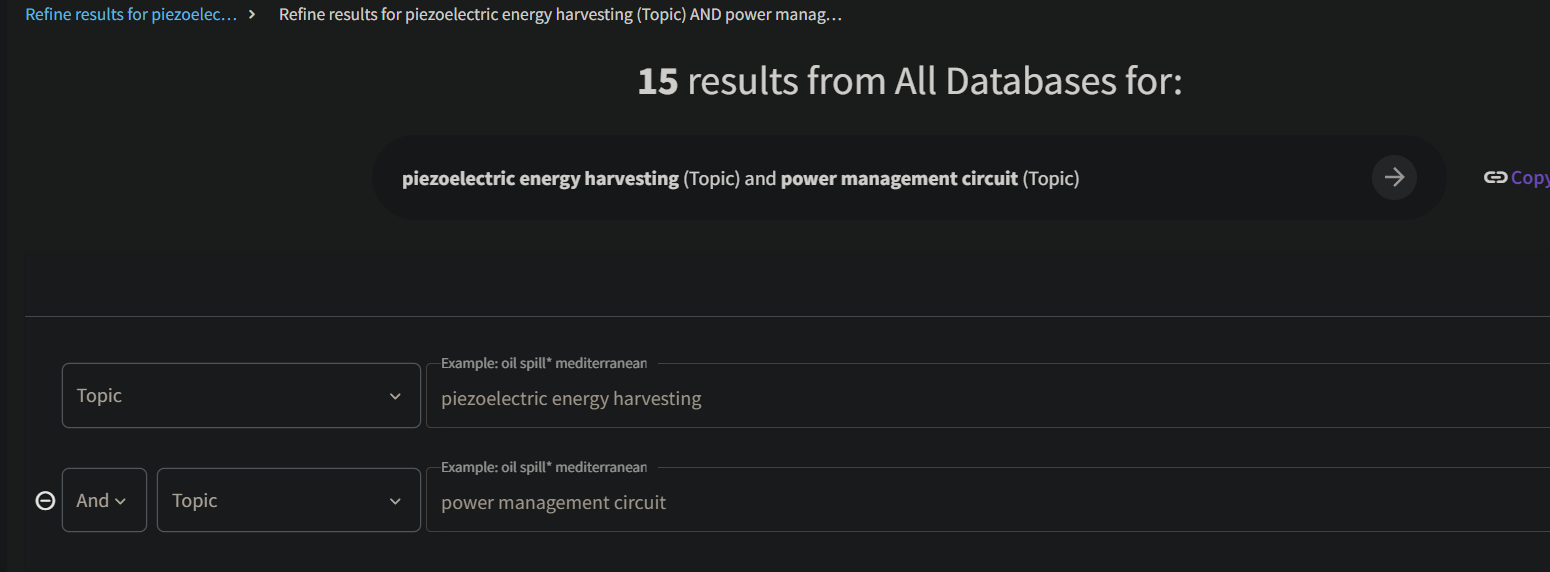 Refine results for piezoelec... > Refine results for piezoelectric energy harvesting (Topic) AND power manag...
15 results from All Databases for:
piezoelectric energy harvesting (Topic) and power management circuit (Topic)
Copy
Example: oil spill* mediterranean
Topic
piezoelectric energy harvesting
Example: oil spill* mediterranean
And
Topic
power management circuit